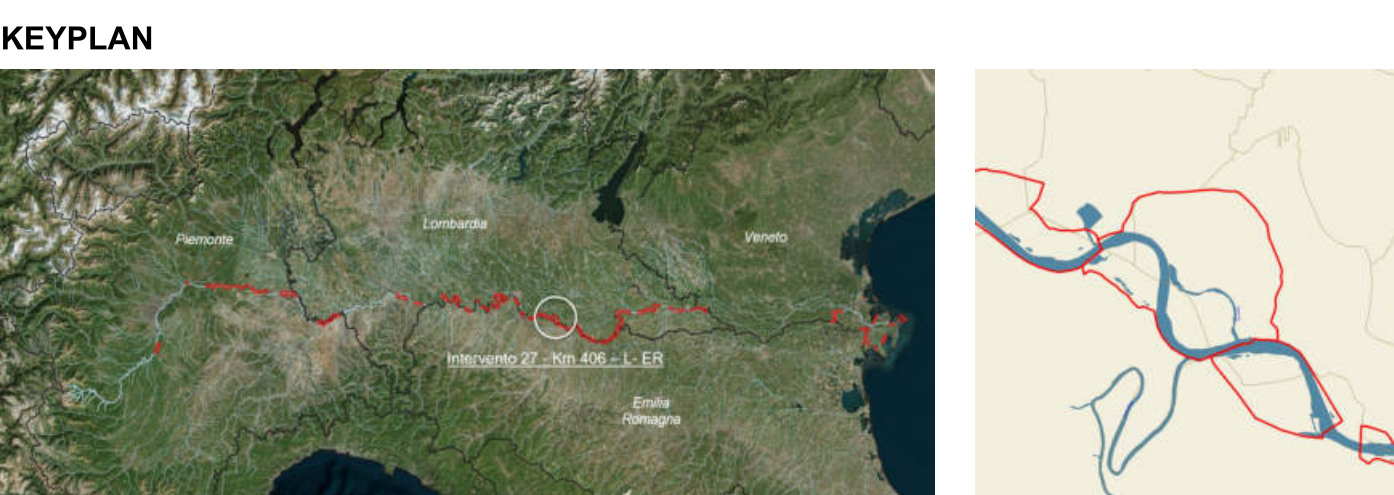 KEYPLAN
Piemonte
Lombardia
Veneto
Intervento 27 - Km 406 – L- ER
Emilia
Romagna